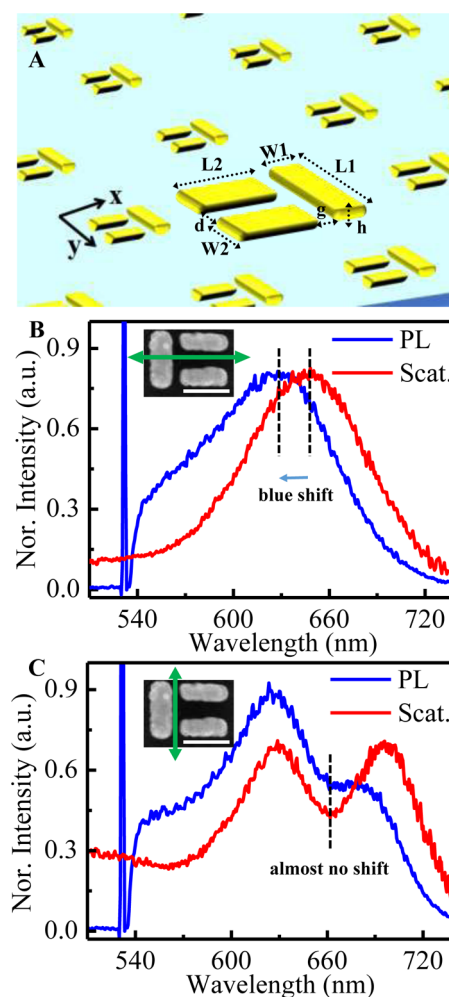 A
L2
W1
L1
x
y
d
W2
g
h
B
PL
Scat.
blue shift
Nor. Intensity (a.u.)
0.9
0.6
0.3
0.0
540
600
660
720
Wavelength (nm)
C
PL
Scat.
almost no shift
Nor. Intensity (a.u.)
0.9
0.6
0.3
0.0
540
600
660
720
Wavelength (nm)